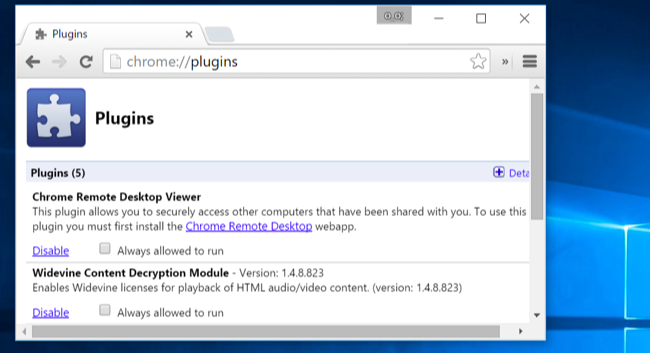 Plugins
chrome://plugins
»
Plugins
Plugins (5)
Deta
Chrome Remote Desktop Viewer
This plugin allows you to securely access other computers that have been shared with you. To use this
plugin you must first install the Chrome Remote Desktop webapp.
Disable Always allowed to run
Widevine Content Decryption Module - Version: 1.4.8.823
Enables Widevine licenses for playback of HTML audio/video content. (version: 1.4.8.823)
Disable Always allowed to run